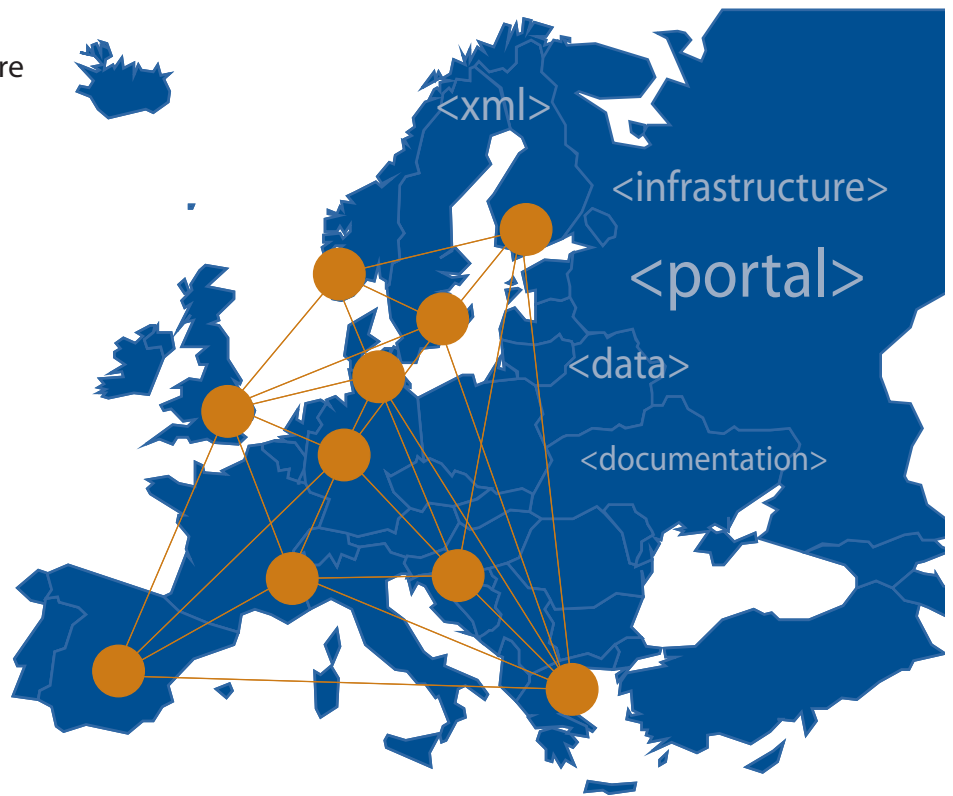 re
<xml>
<infrastructure>
<portal>
<data>
<documentation>